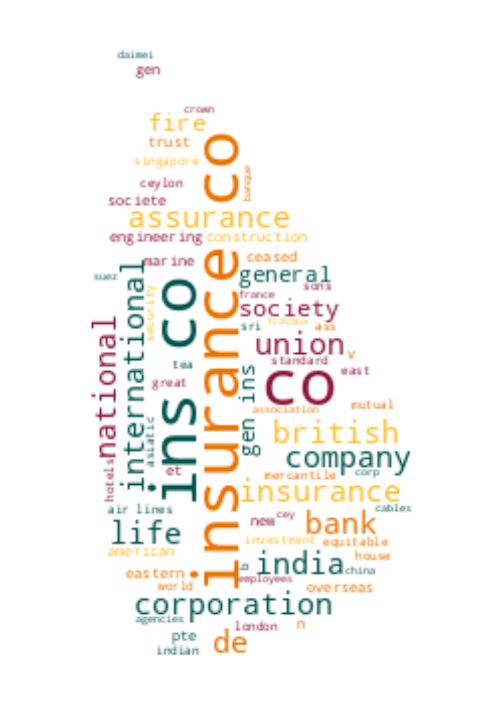 daimei
gen
crown
fire
trust
singapore
banque
ceylon
societe
assurance
engineering
construction
marine
ceased
suez
general
insurance co
ins co
international
national
security
france
sons
society
sri
travaux
ass
union
v
standard
east
tea
great
co
gen ins
association
mutual
british
asiatic
company
et
hotels
mercantile
corp
insurance
air lines
cey
new
bank
cables
life
investment
equitable
american
house
india
china
eastern
employees
world
overseas
corporation
agencies
london
n
pte
de
indian